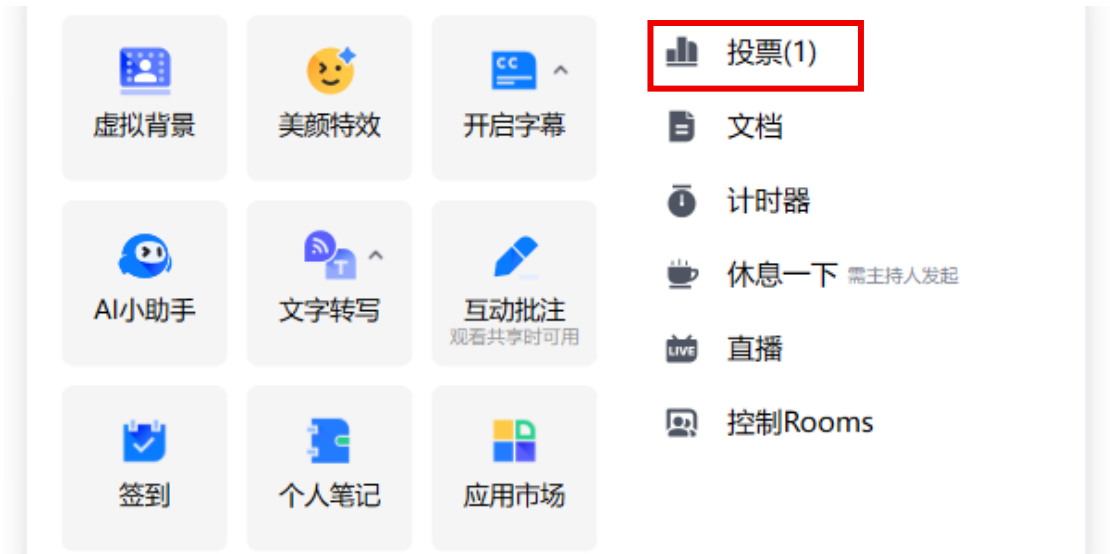 虚拟背景
美颜特效
CC
开启字幕
AI小助手
T
文字转写
互动批注
观看共享时可用
签到
个人笔记
应用市场
投票(1)
文档
计时器
休息一下 需主持人发起
LIVE
直播
控制Rooms